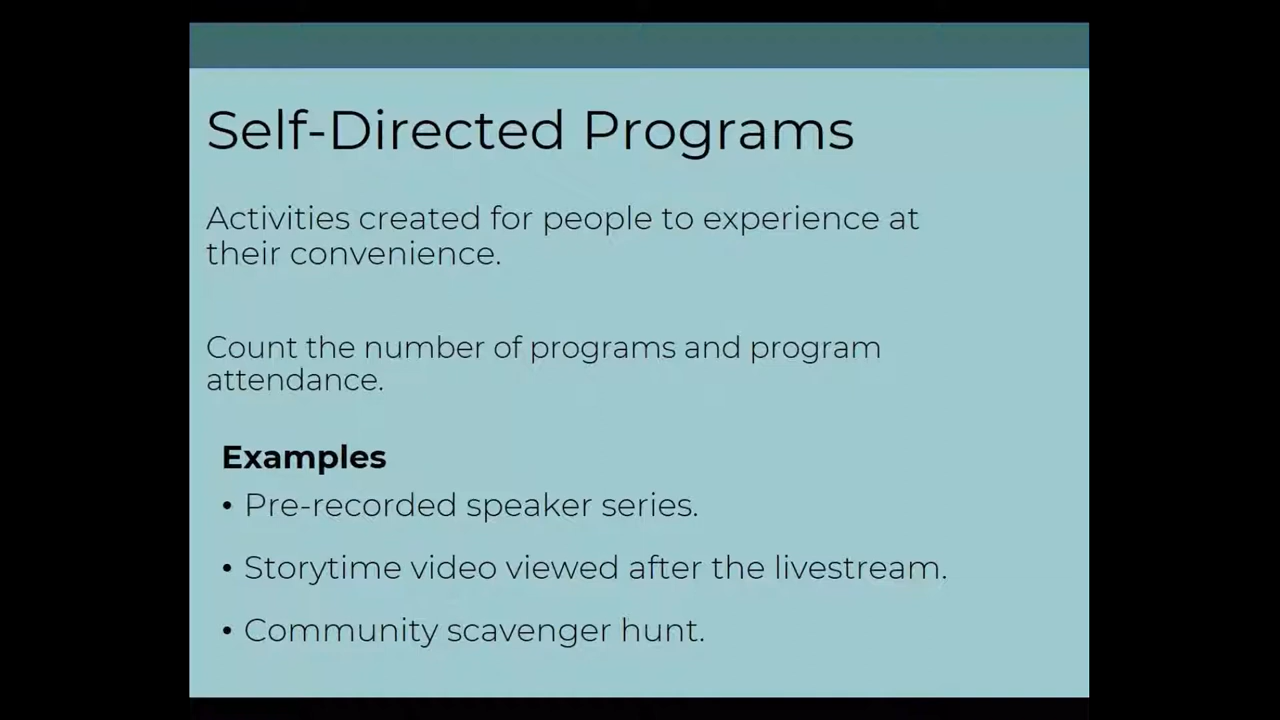 Self-Directed Programs
Activities created for people to experience at
their convenience.
Count the number of programs and program
attendance.
Examples
• Pre-recorded speaker series.
• Storytime video viewed after the livestream.
• Community scavenger hunt.